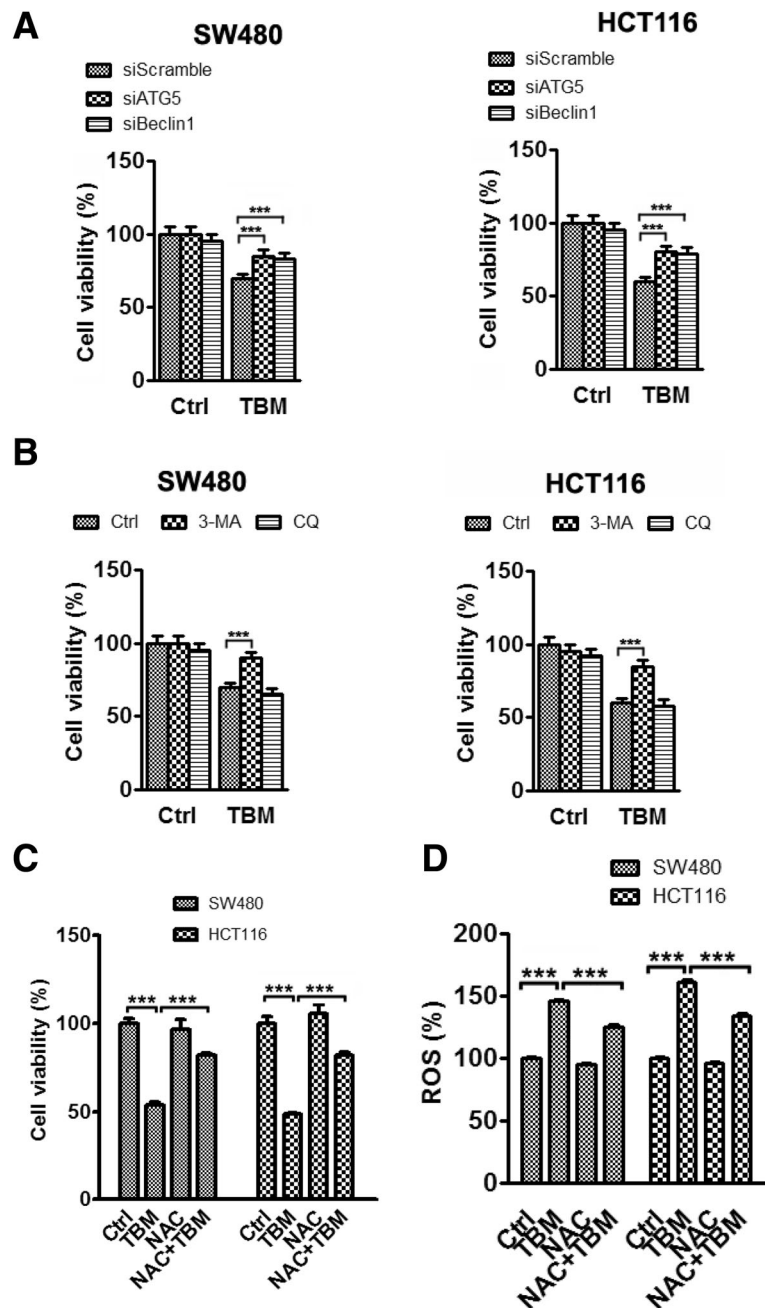 A
SW480
siScramble
siATG5
siBeclin1
150
100
50
0
Cell viability (%)
***
***
Ctrl TBM
HCT116
siScramble
siATG5
siBeclin1
150
100
50
0
Cell viability (%)
***
***
Ctrl TBM
B
SW480
Ctrl 3-MA CQ
150
100
50
0
Cell viability (%)
***
Ctrl TBM
HCT116
Ctrl 3-MA CQ
150
100
50
0
Cell viability (%)
***
Ctrl TBM
C
SW480
HCT116
150
100
50
0
Cell viability (%)
*** *** *** ***
Ctrl TBM NAC NAC+TBM Ctrl TBM NAC NAC+TBM
D
SW480
HCT116
200
150
100
50
0
ROS (%)
*** *** *** ***
Ctrl TBM NAC NAC+TBM Ctrl TBM NAC NAC+TBM